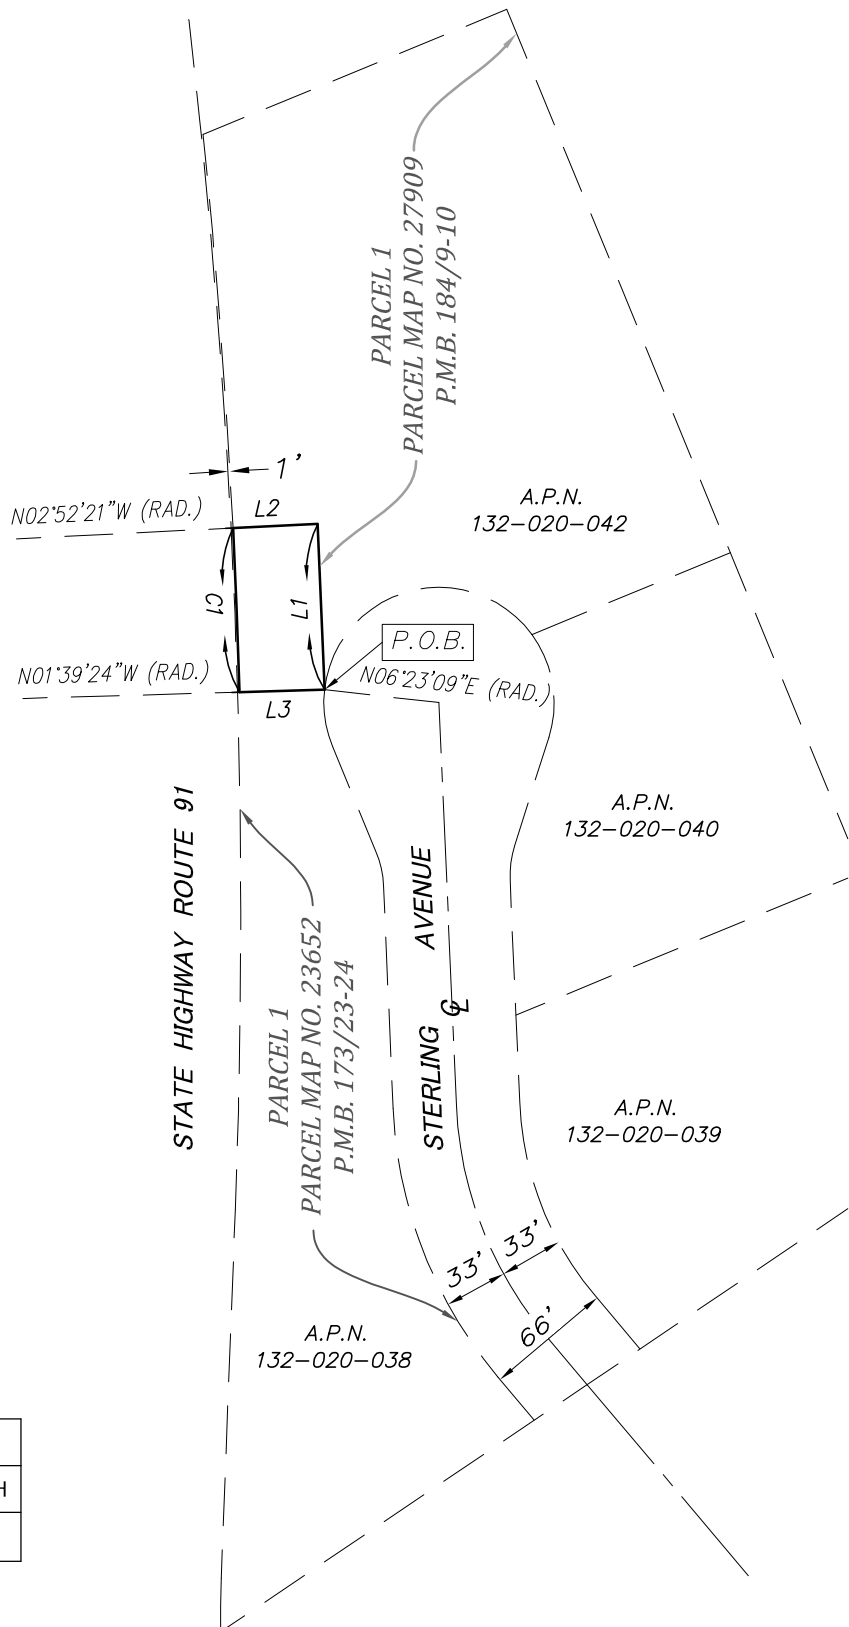 PARCEL 1
PARCEL MAP NO. 27909
P.M.B. 184/9-10
1'
N02°52'21"W (RAD.)
L2
A.P.N.
132-020-042
C1
L1
P.O.B.
N01°39'24"W (RAD.)
N06°23'09"E (RAD.)
L3
STATE HIGHWAY ROUTE 91
A.P.N.
132-020-040
STERLING AVENUE
℄
PARCEL 1
PARCEL MAP NO. 23652
P.M.B. 173/23-24
A.P.N.
132-020-039
33'
33'
66'
A.P.N.
132-020-038
H